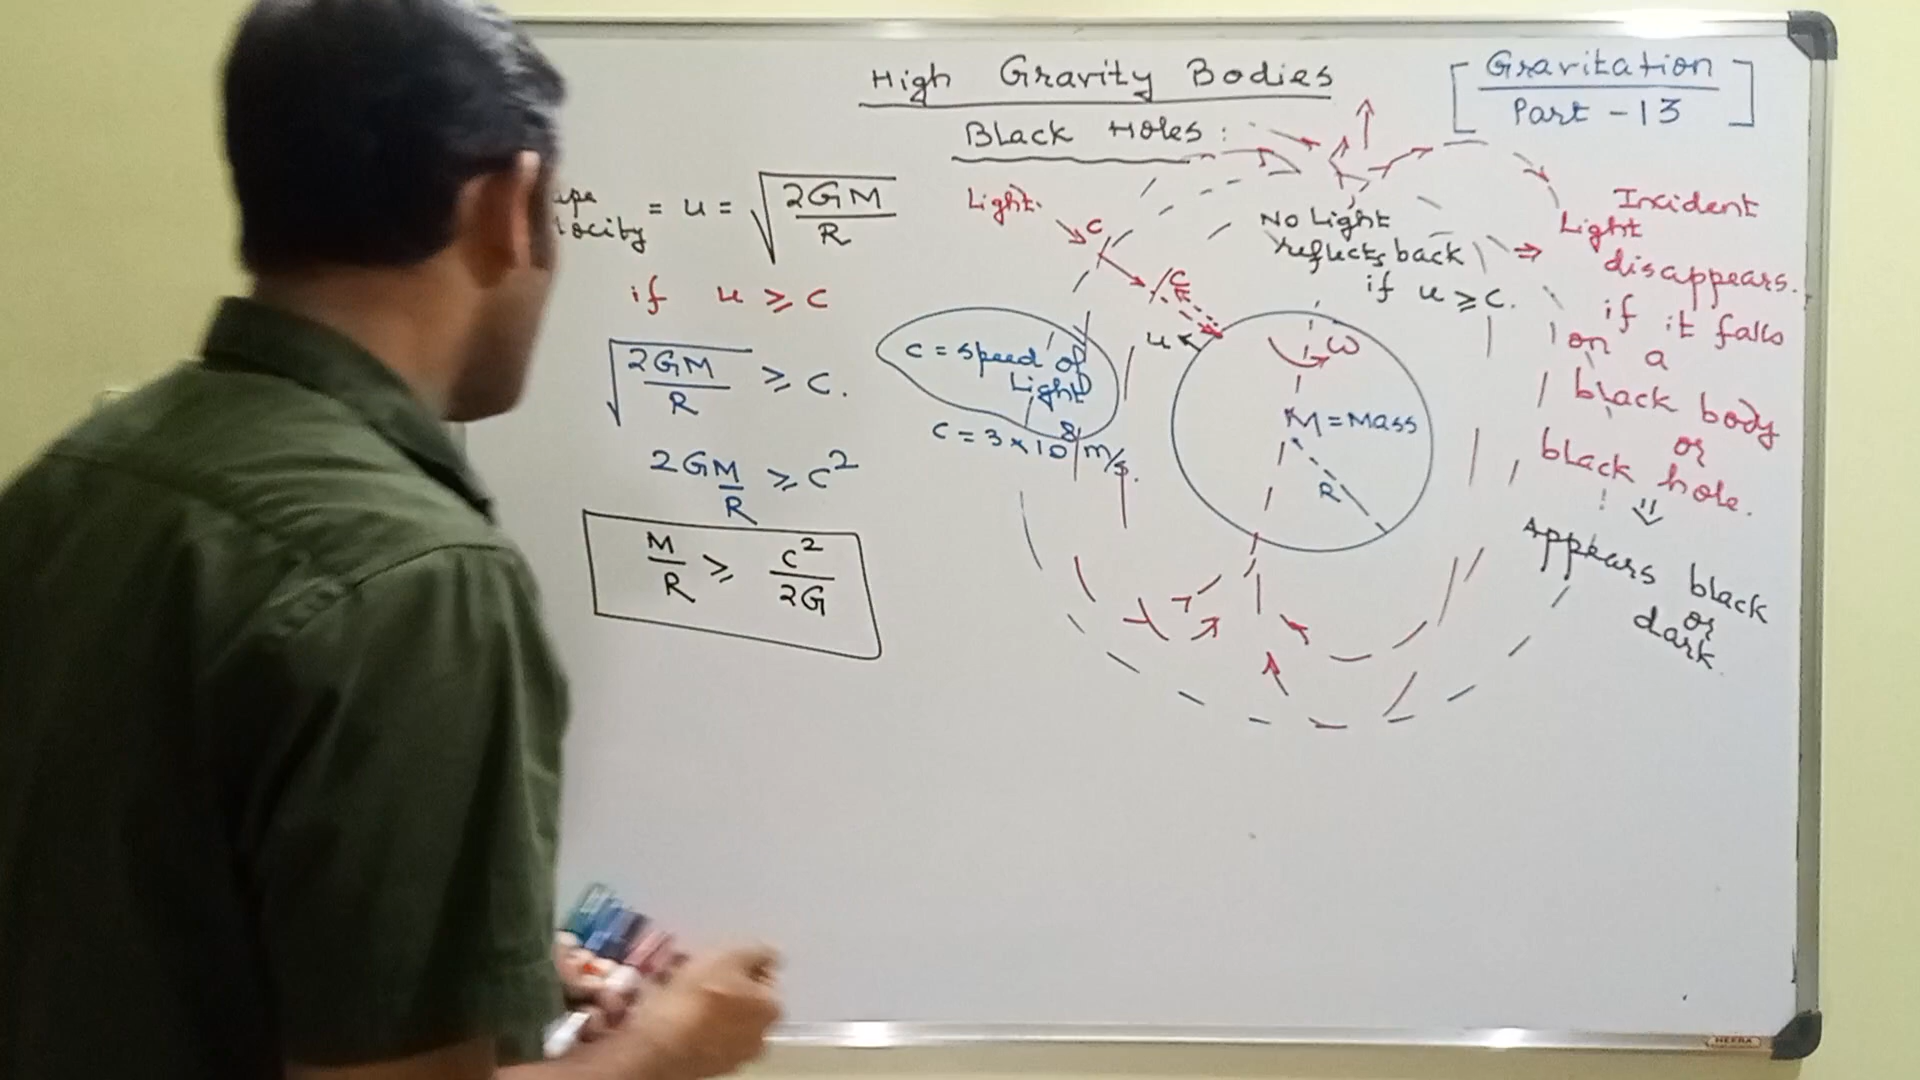 High Gravity Bodies
[Gravitation
Part - 13]
Black Holes:
= u = √(2GM/R)
if u ≥ c
√(2GM/R) ≥ c.
2GM/R ≥ c²
M/R ≥ c²/2G
Light.
c
u
c = speed of
Light
c = 3 × 10⁸ m/s.
No Light
reflects back
if u ≥ c.
ω
M = Mass
R
⇒ Incident
Light
disappears.
if it falls
on a
black body
or
black hole.
⇓
Appears black
or
dark.